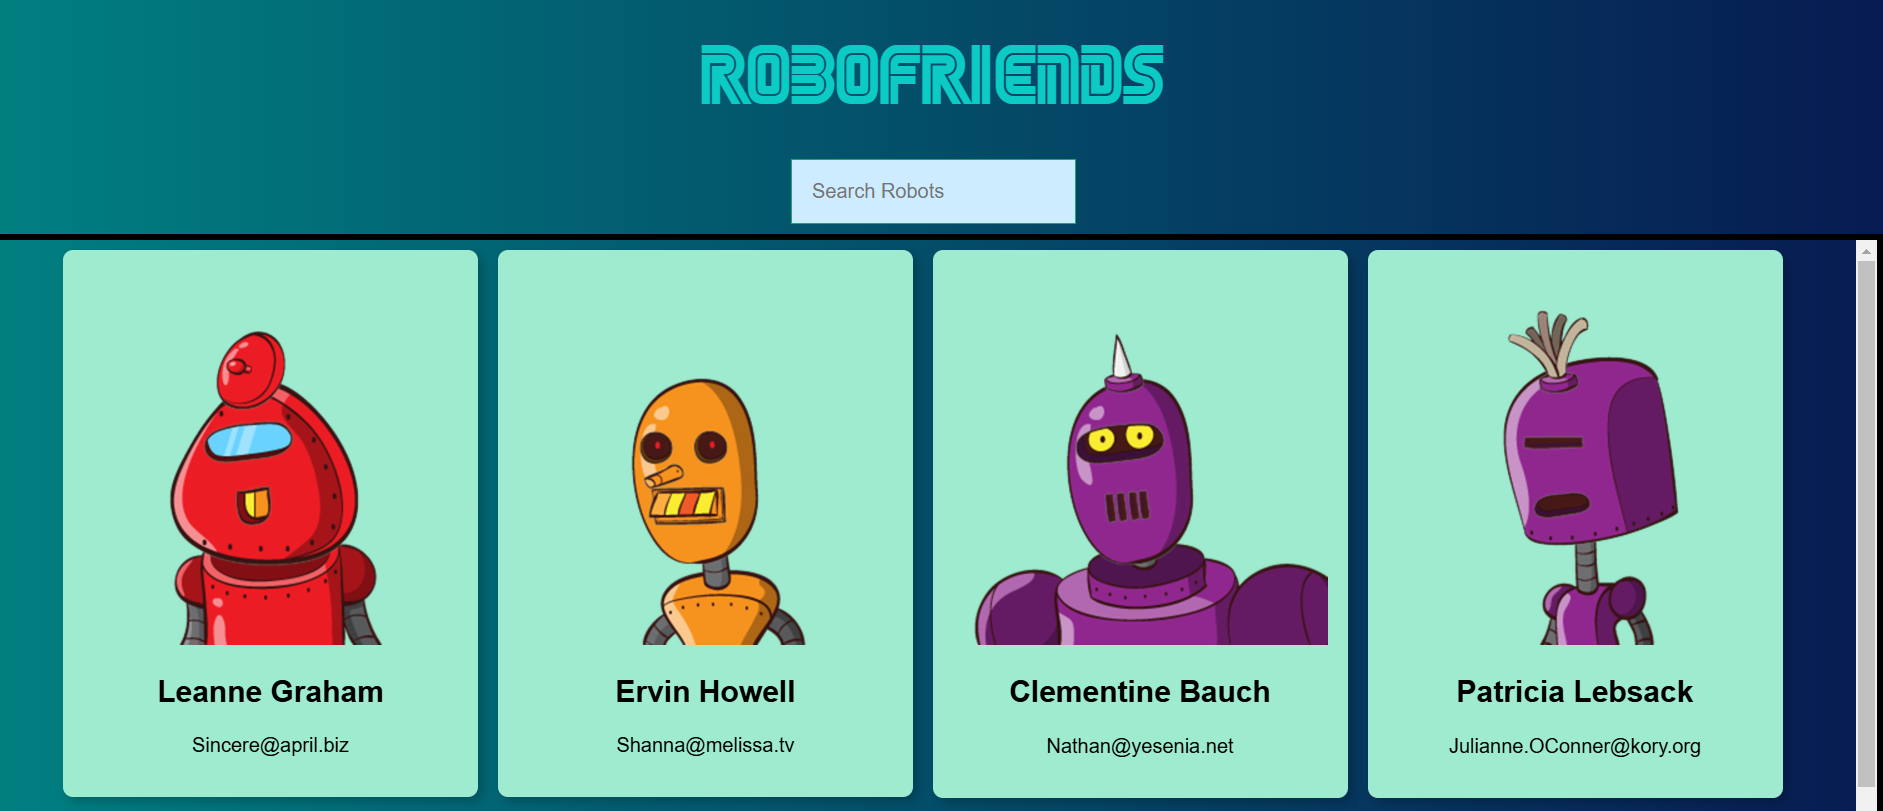 ROBOFRIENDS
Search Robots
Leanne Graham
Sincere@april.biz
Ervin Howell
Shanna@melissa.tv
Clementine Bauch
Nathan@yesenia.net
Patricia Lebsack
Julianne.OConner@kory.org